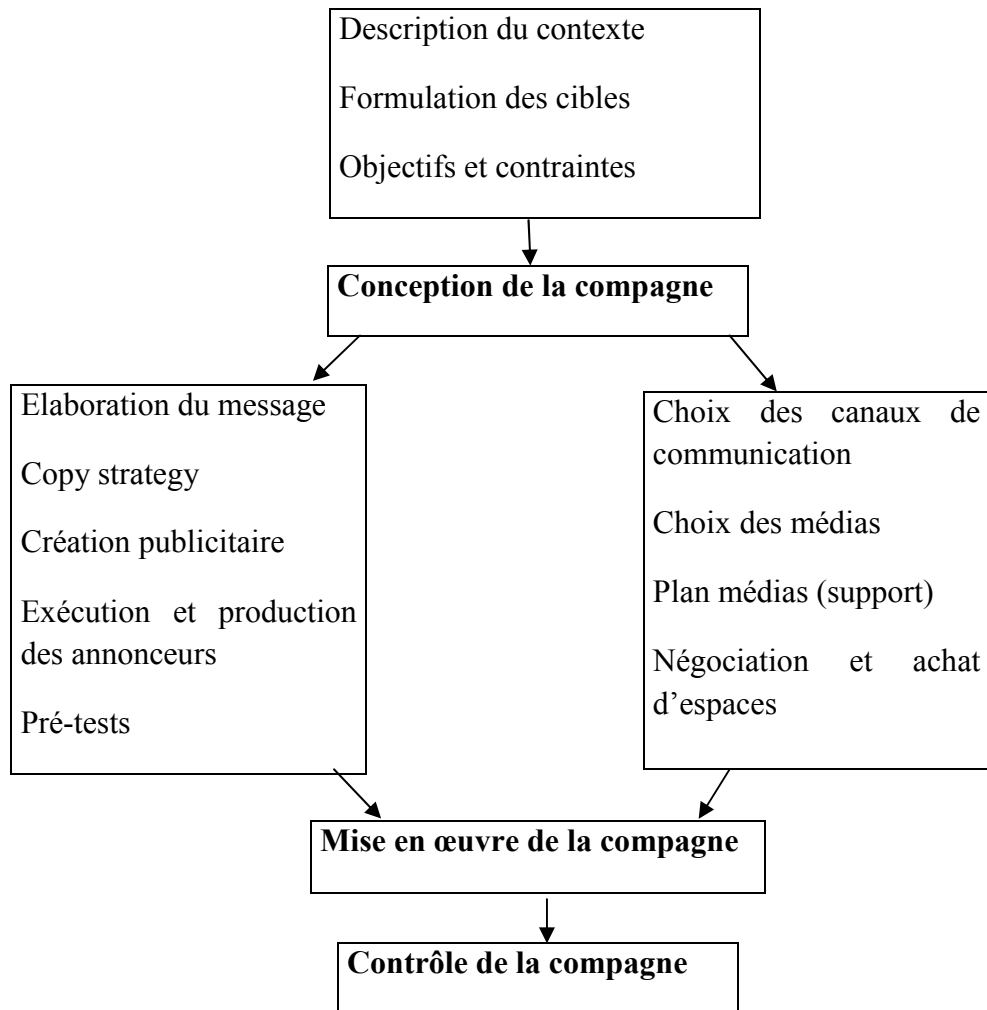 Description du contexte
Formulation des cibles
Objectifs et contraintes
Conception de la compagne
Elaboration du message
Copy strategy
Création publicitaire
Exécution et production
des annonceurs
Pré-tests
Choix des canaux de
communication
Choix des médias
Plan médias (support)
Négociation et achat
d’espaces
Mise en œuvre de la compagne
Contrôle de la compagne